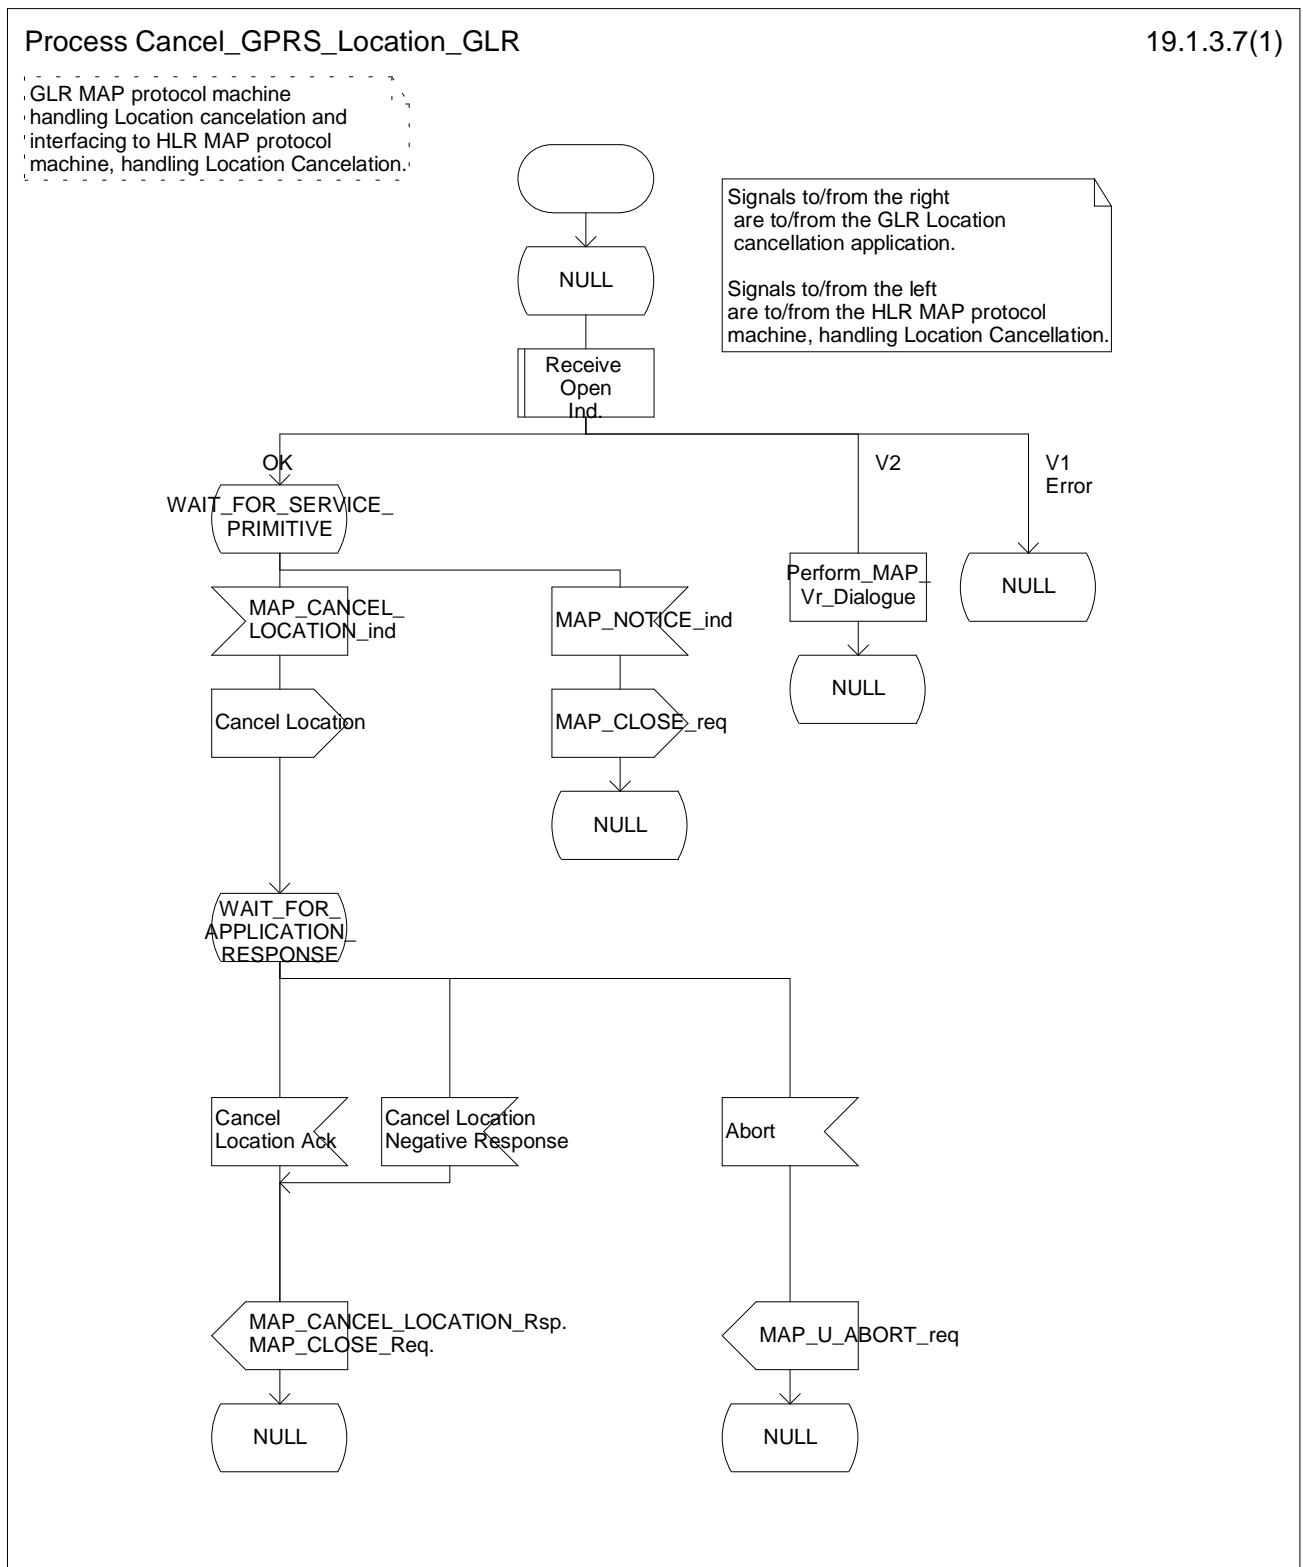 Process Cancel_GPRS_Location_GLR
19.1.3.7(1)
GLR MAP protocol machine
handling Location cancelation and
interfacing to HLR MAP protocol
machine, handling Location Cancelation.
Signals to/from the right
are to/from the GLR Location
cancellation application.
Signals to/from the left
are to/from the HLR MAP protocol
machine, handling Location Cancellation.
NULL
Receive
Open
Ind.
OK
V2
V1
Error
WAIT_FOR_SERVICE_
PRIMITIVE
MAP_CANCEL_
LOCATION_ind
MAP_NOTICE_ind
Perform_MAP_
Vr_Dialogue
NULL
NULL
Cancel Location
MAP_CLOSE_req
NULL
WAIT_FOR_
APPLICATION_
RESPONSE
Cancel
Location Ack
Cancel Location
Negative Response
Abort
MAP_CANCEL_LOCATION_Rsp.
MAP_CLOSE_Req.
MAP_U_ABORT_req
NULL
NULL